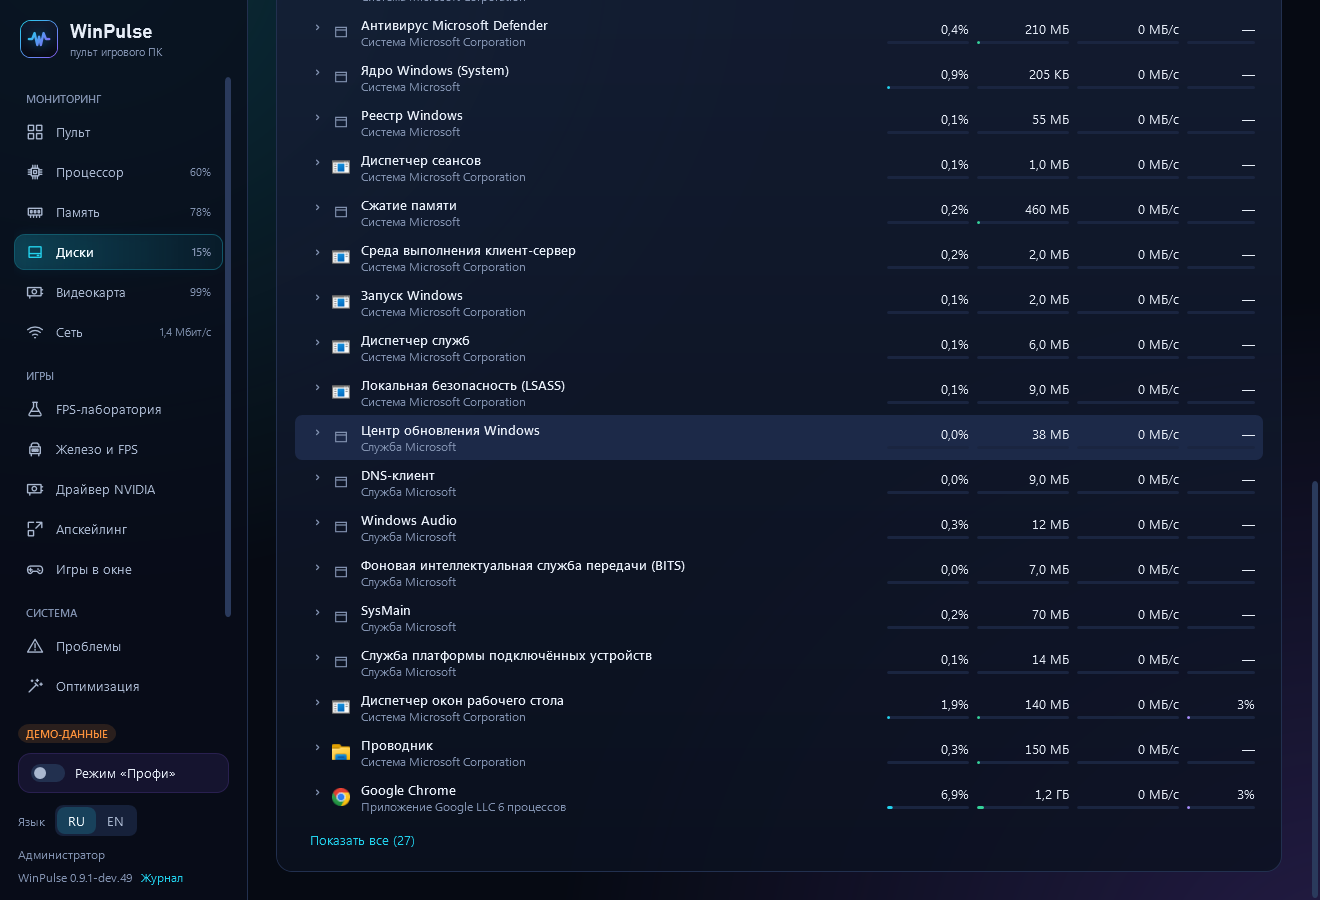 WinPulse
пульт игрового ПК
МОНИТОРИНГ
Пульт
Процессор 60%
Память 78%
Диски 15%
Видеокарта 99%
Сеть 1,4 Мбит/с
ИГРЫ
FPS-лаборатория
Железо и FPS
Драйвер NVIDIA
Апскейлинг
Игры в окне
СИСТЕМА
Проблемы
Оптимизация
ДЕМО-ДАННЫЕ
Режим «Профи»
Язык RU EN
Администратор
WinPulse 0.9.1-dev.49 Журнал
Антивирус Microsoft Defender 0,4% 210 МБ 0 МБ/с —
Система Microsoft Corporation
Ядро Windows (System) 0,9% 205 КБ 0 МБ/с —
Система Microsoft
Реестр Windows 0,1% 55 МБ 0 МБ/с —
Система Microsoft
Диспетчер сеансов 0,1% 1,0 МБ 0 МБ/с —
Система Microsoft Corporation
Сжатие памяти 0,2% 460 МБ 0 МБ/с —
Система Microsoft
Среда выполнения клиент-сервер 0,2% 2,0 МБ 0 МБ/с —
Система Microsoft Corporation
Запуск Windows 0,1% 2,0 МБ 0 МБ/с —
Система Microsoft Corporation
Диспетчер служб 0,1% 6,0 МБ 0 МБ/с —
Система Microsoft Corporation
Локальная безопасность (LSASS) 0,1% 9,0 МБ 0 МБ/с —
Система Microsoft Corporation
Центр обновления Windows 0,0% 38 МБ 0 МБ/с —
Служба Microsoft
DNS-клиент 0,0% 9,0 МБ 0 МБ/с —
Служба Microsoft
Windows Audio 0,3% 12 МБ 0 МБ/с —
Служба Microsoft
Фоновая интеллектуальная служба передачи (BITS) 0,0% 7,0 МБ 0 МБ/с —
Служба Microsoft
SysMain 0,2% 70 МБ 0 МБ/с —
Служба Microsoft
Служба платформы подключённых устройств 0,1% 14 МБ 0 МБ/с —
Служба Microsoft
Диспетчер окон рабочего стола 1,9% 140 МБ 0 МБ/с 3%
Система Microsoft Corporation
Проводник 0,3% 150 МБ 0 МБ/с —
Система Microsoft Corporation
Google Chrome 6,9% 1,2 ГБ 0 МБ/с 3%
Приложение Google LLC 6 процессов
Показать все (27)